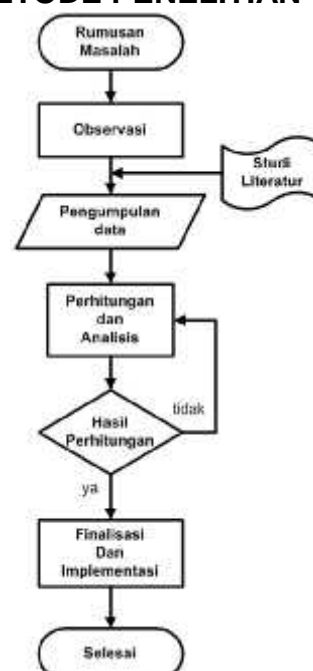 METODE PENELITIAN
Rumusan
Masalah
Observasi
Studi
Literatur
Pengumpulan
data
Perhitungan
dan
Analisis
tidak
Hasil
Perhitungan
ya
Finalisasi
Dan
Implementasi
Selesai